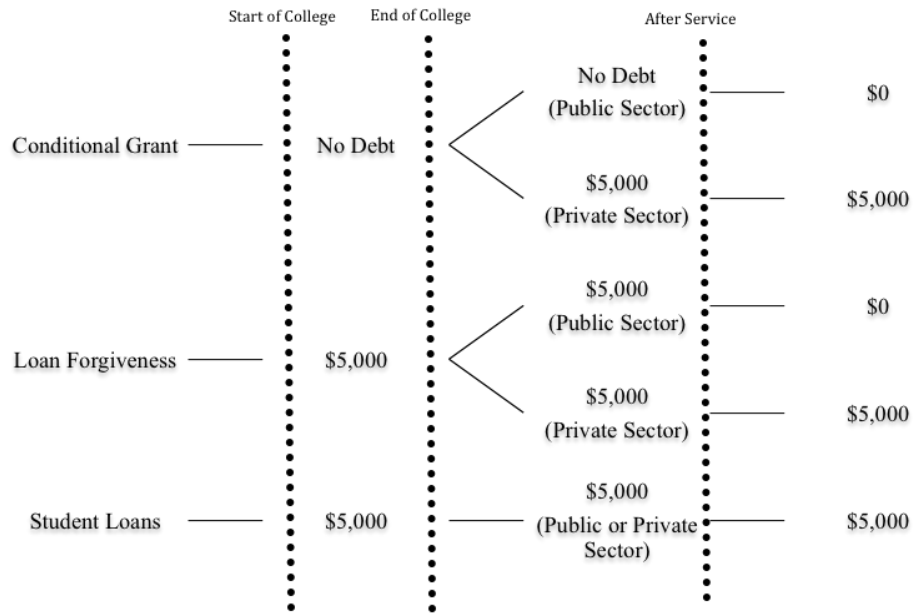 Start of College
End of College
After Service
No Debt
(Public Sector)
$0
Conditional Grant
No Debt
$5,000
(Private Sector)
$5,000
$5,000
(Public Sector)
$0
Loan Forgiveness
$5,000
$5,000
(Private Sector)
$5,000
Student Loans
$5,000
$5,000
(Public or Private
Sector)
$5,000